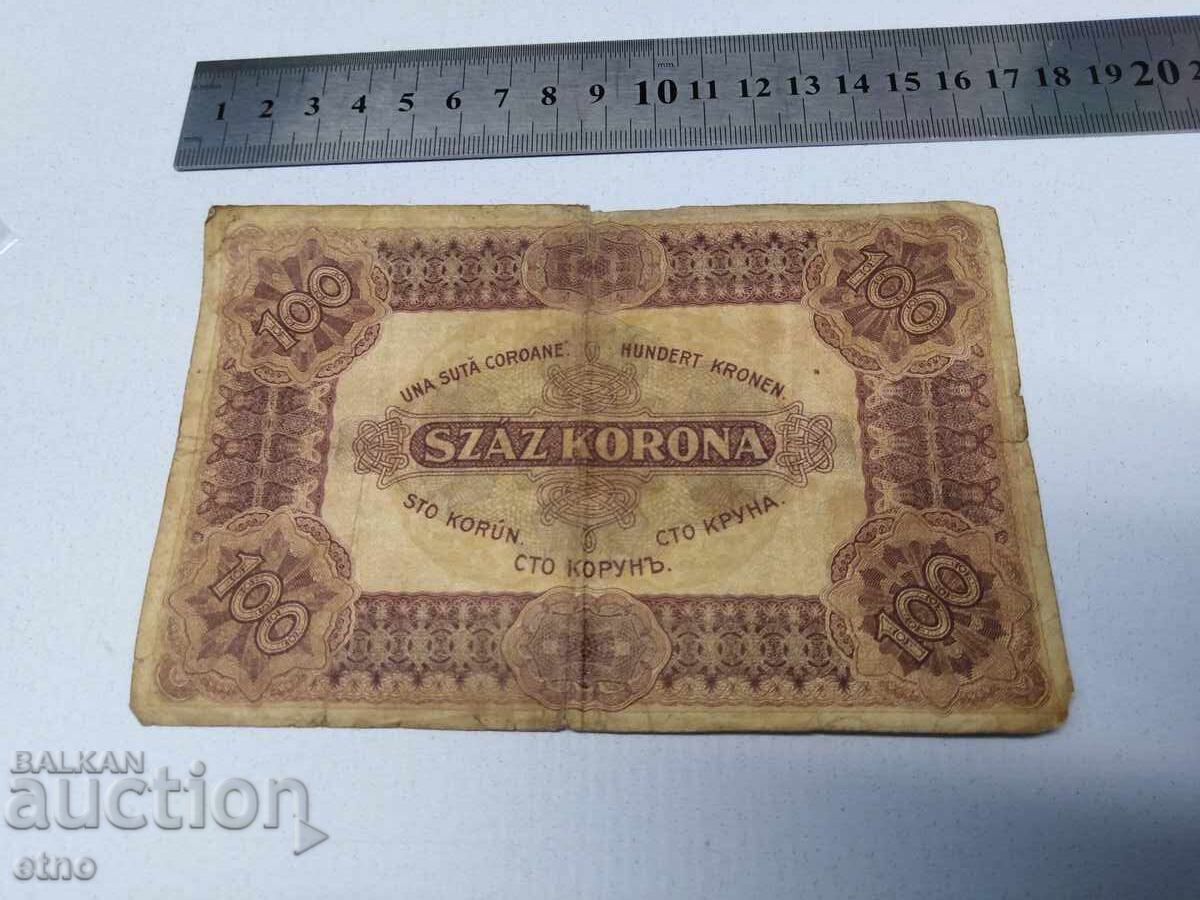 1 2 3 4 5 6 7 8 9 10 11 12 13 14 15 16 17 18 19 20 2
mm
100 100
UNA SUTĂ COROANE. HUNDERT KRONEN.
SZÁZ KORONA
STO KORÚN. СТО КРУНА.
СТО КОРУНЪ.
100 100
BALKAN
auction
etno